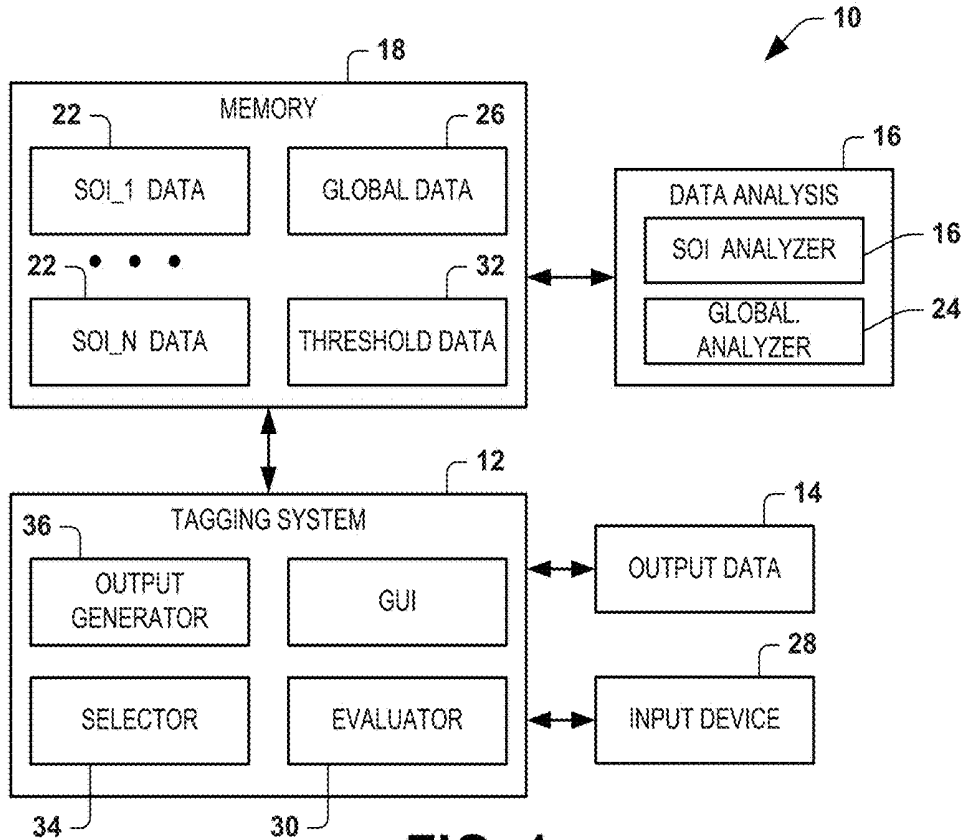 10
18
MEMORY
22
26
SOI_1 DATA
GLOBAL DATA
22
32
SOI_N DATA
THRESHOLD DATA
16
DATA ANALYSIS
SOI ANALYZER
16
GLOBAL.
ANALYZER
24
12
TAGGING SYSTEM
36
OUTPUT
GENERATOR
GUI
SELECTOR
EVALUATOR
34
30
14
OUTPUT DATA
28
INPUT DEVICE